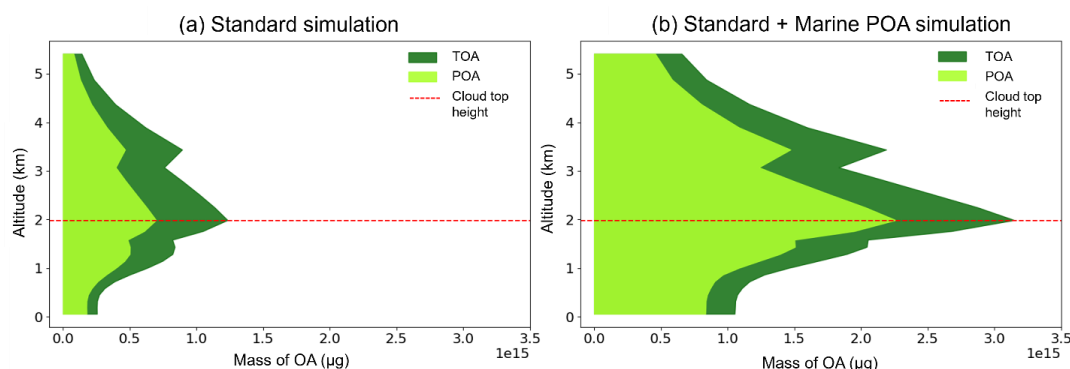 (a) Standard simulation
TOA
POA
Cloud top
height
5
4
3
2
1
0
Altitude (km)
0.0 0.5 1.0 1.5 2.0 2.5 3.0 3.5
1e15
Mass of OA (μg)
(b) Standard + Marine POA simulation
TOA
POA
Cloud top
height
5
4
3
2
1
0
Altitude (km)
0.0 0.5 1.0 1.5 2.0 2.5 3.0 3.5
1e15
Mass of OA (μg)